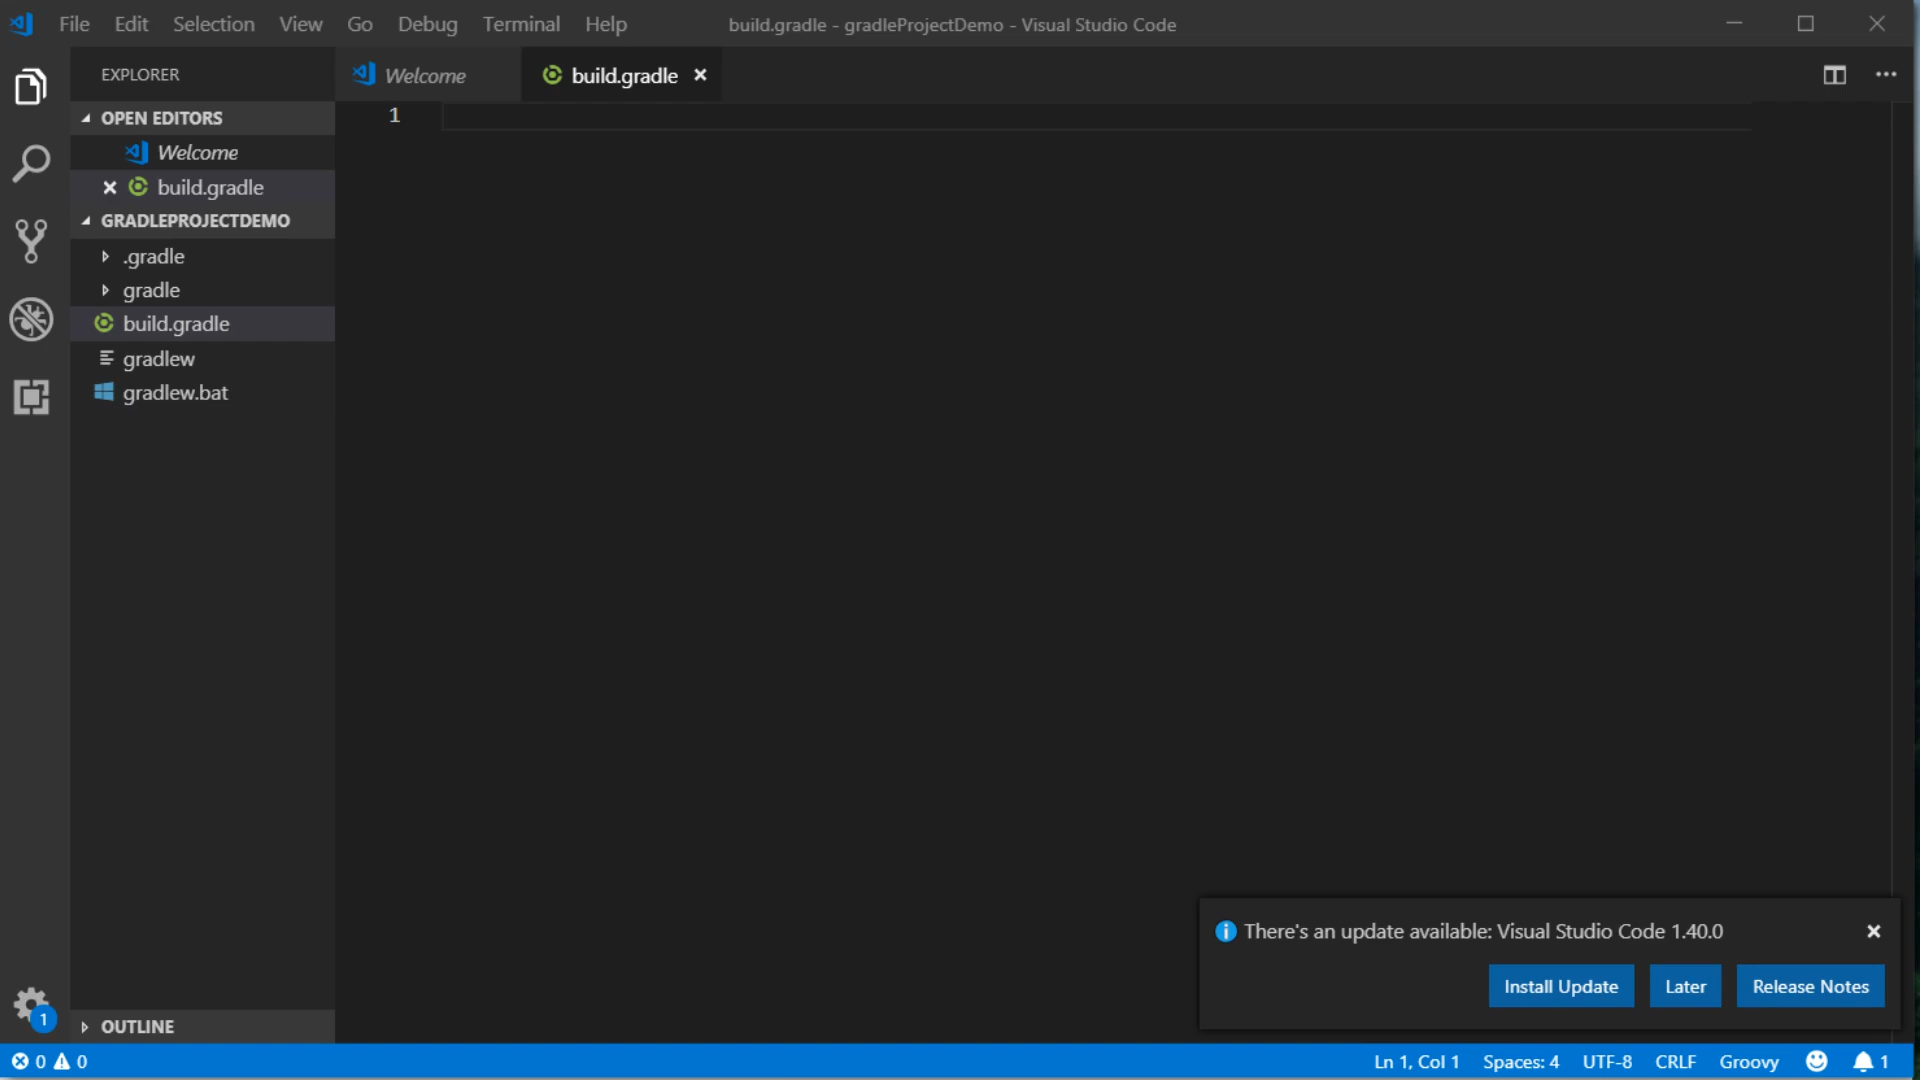 File Edit Selection View Go Debug Terminal Help build.gradle - gradleProjectDemo - Visual Studio Code
EXPLORER
Welcome build.gradle
OPEN EDITORS
1
Welcome
build.gradle
GRADLEPROJECTDEMO
.gradle
gradle
build.gradle
gradlew
gradlew.bat
There's an update available: Visual Studio Code 1.40.0
Install Update Later Release Notes
1
OUTLINE
0 0 Ln 1, Col 1 Spaces: 4 UTF-8 CRLF Groovy 1